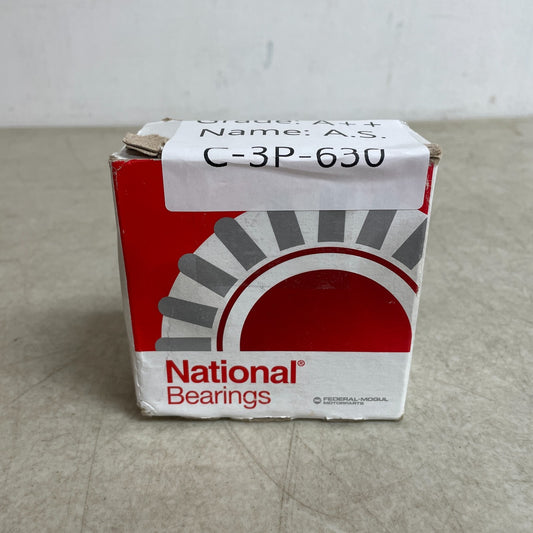 Grade: A++
Name: A.s.
C-3P-630
National®
Bearings
FEDERAL-MOGUL
MOTORPARTS